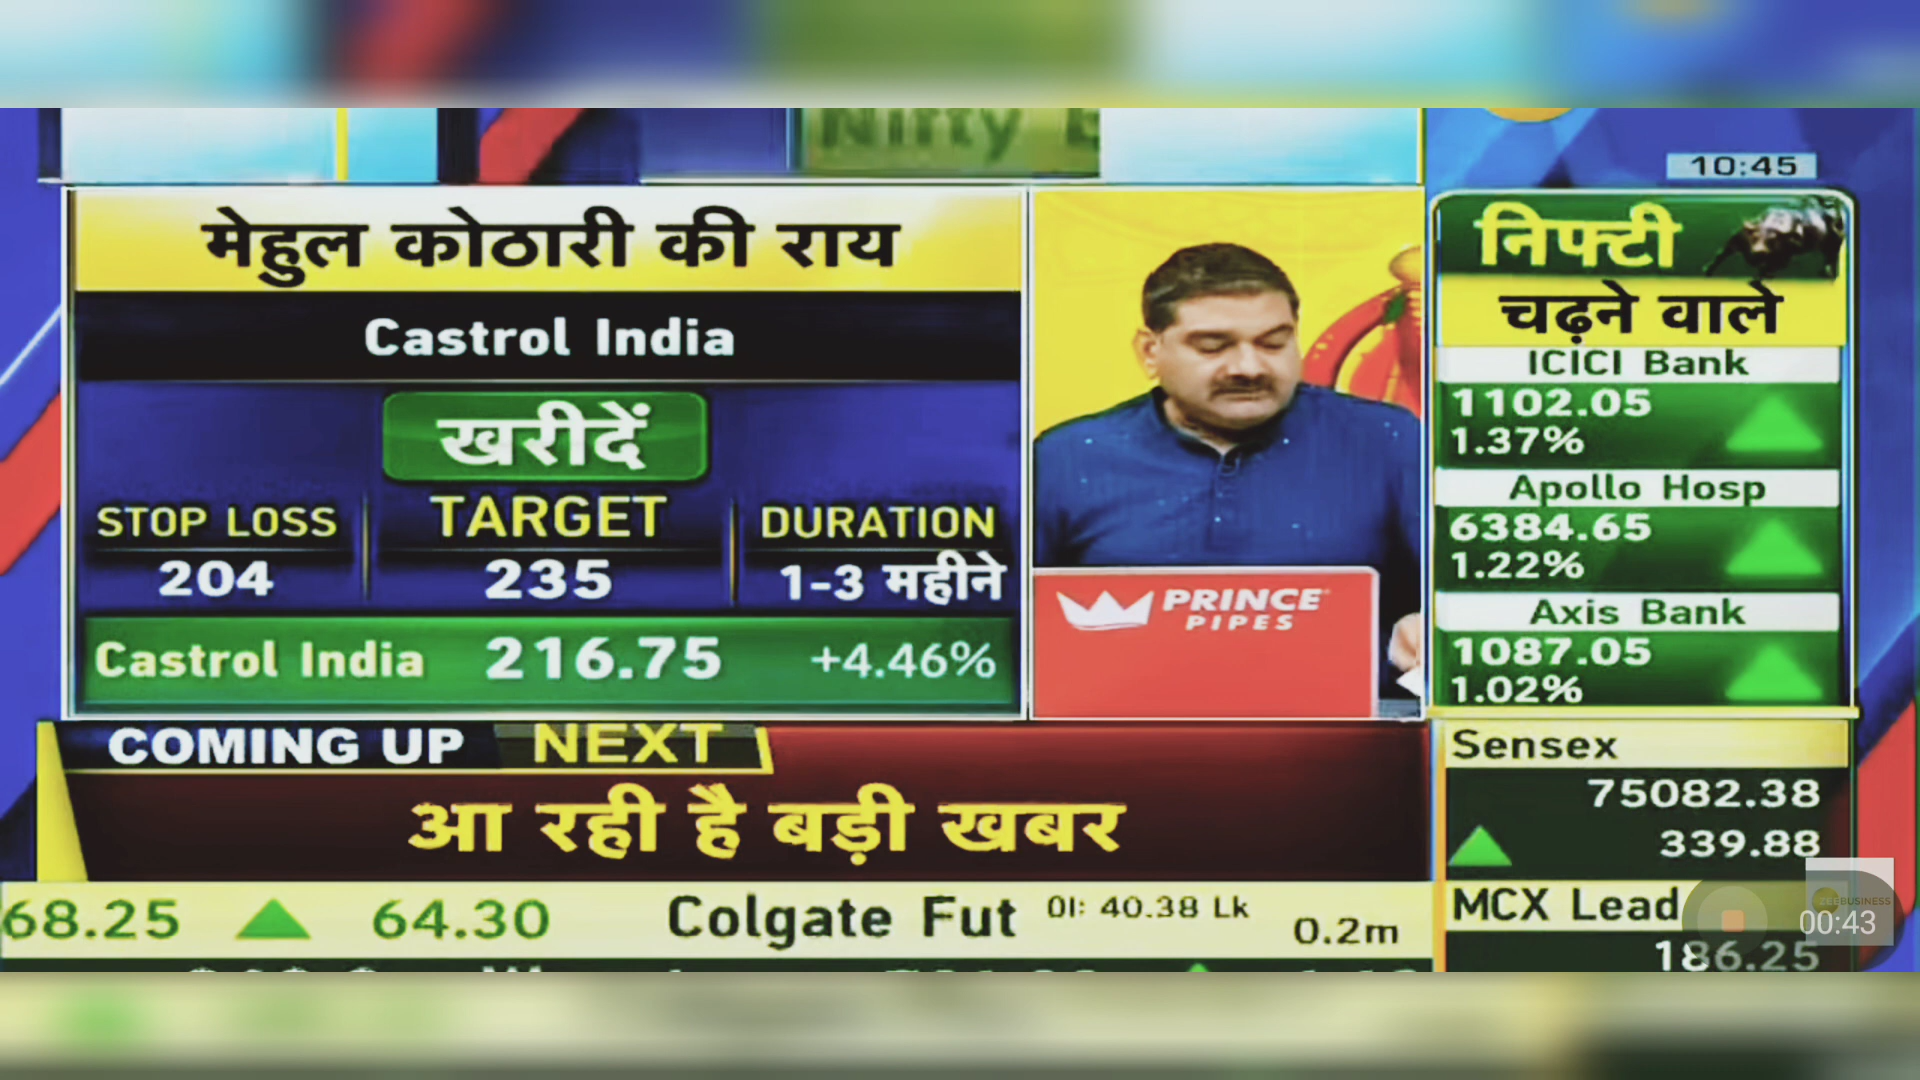 Nifty
10:45
मेहुल कोठारी की राय
Castrol India
खरीदें
STOP LOSS
TARGET
DURATION
204
235
1-3 महीने
Castrol India 216.75 +4.46%
PRINCE
PIPES
निफ्टी
चढ़ने वाले
ICICI Bank
1102.05
1.37%
Apollo Hosp
6384.65
1.22%
Axis Bank
1087.05
1.02%
COMING UP NEXT
आ रही है बड़ी खबर
Sensex
75082.38
339.88
68.25 64.30 Colgate Fut OI: 40.38 Lk 0.2m
MCX Lead
186.25
ZEEBUSINESS
00:43